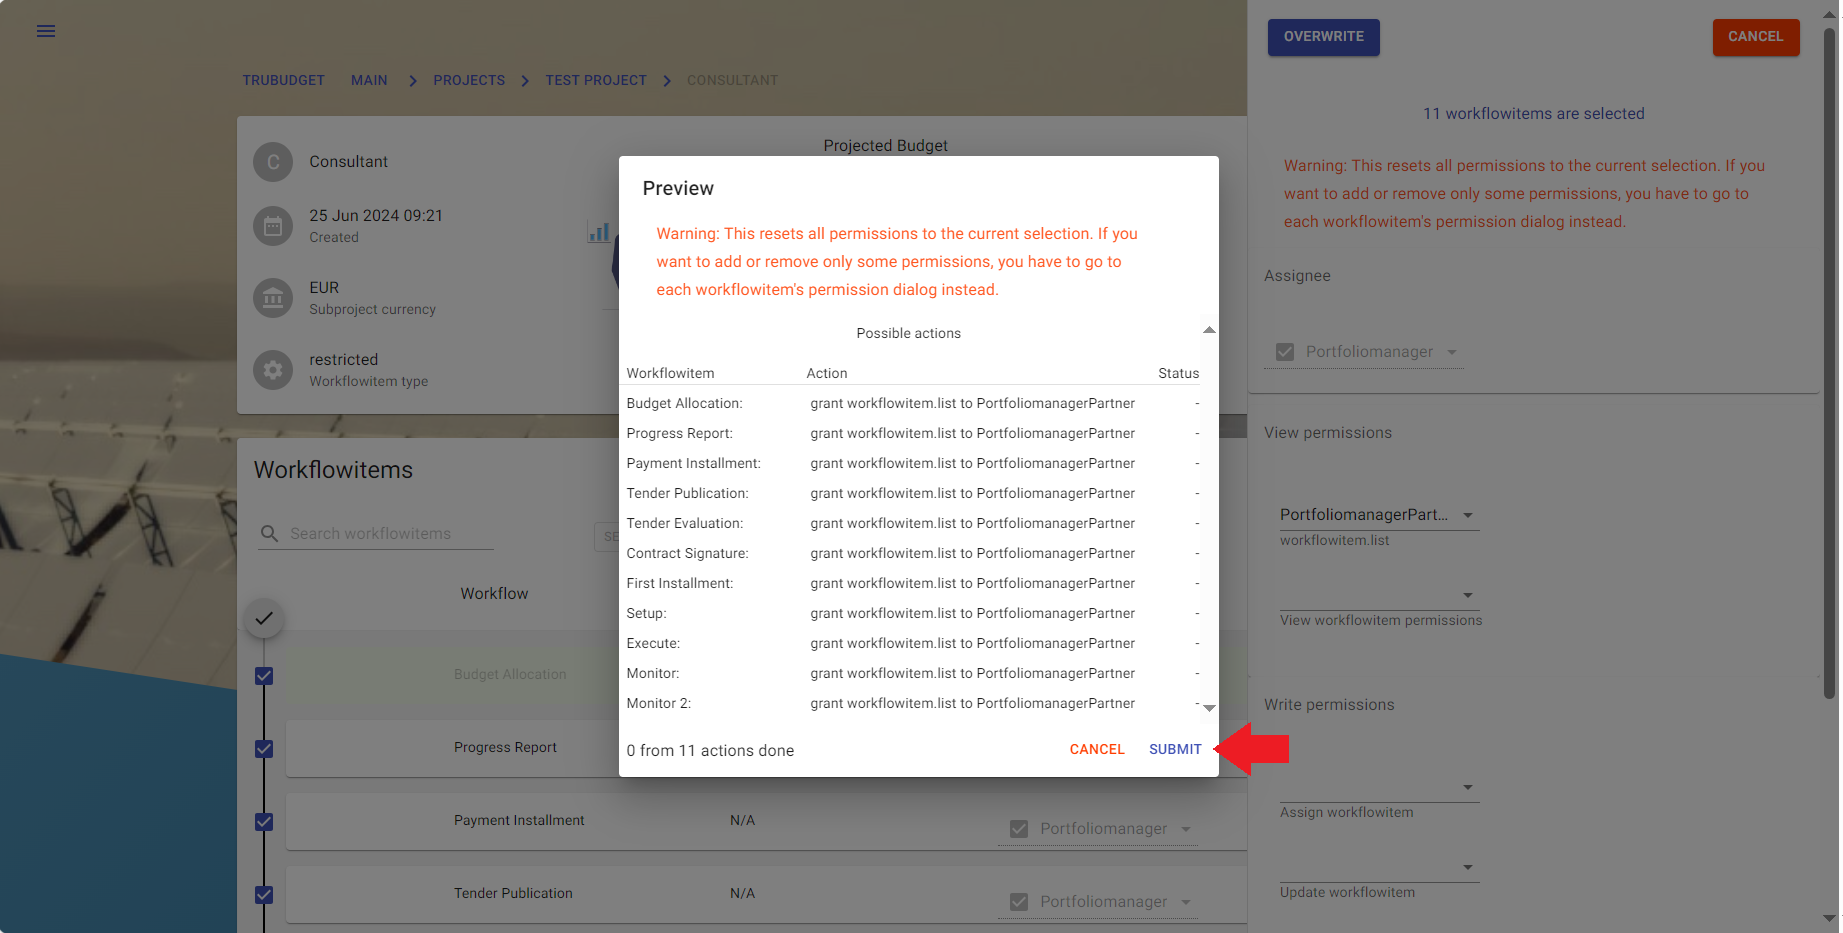 TRUBUDGET MAIN PROJECTS TEST PROJECT CONSULTANT
C Consultant
25 Jun 2024 09:21
Created
EUR
Subproject currency
restricted
Workflowitem type
Projected Budget
Workflowitems
Search workflowitems
SE
Workflow
Budget Allocation
Progress Report
Payment Installment N/A Portfoliomanager
Tender Publication N/A Portfoliomanager
Preview
Warning: This resets all permissions to the current selection. If you
want to add or remove only some permissions, you have to go to
each workflowitem's permission dialog instead.
Possible actions
Workflowitem Action Status
Budget Allocation: grant workflowitem.list to PortfoliomanagerPartner -
Progress Report: grant workflowitem.list to PortfoliomanagerPartner -
Payment Installment: grant workflowitem.list to PortfoliomanagerPartner -
Tender Publication: grant workflowitem.list to PortfoliomanagerPartner -
Tender Evaluation: grant workflowitem.list to PortfoliomanagerPartner -
Contract Signature: grant workflowitem.list to PortfoliomanagerPartner -
First Installment: grant workflowitem.list to PortfoliomanagerPartner -
Setup: grant workflowitem.list to PortfoliomanagerPartner -
Execute: grant workflowitem.list to PortfoliomanagerPartner -
Monitor: grant workflowitem.list to PortfoliomanagerPartner -
Monitor 2: grant workflowitem.list to PortfoliomanagerPartner -
0 from 11 actions done CANCEL SUBMIT
OVERWRITE CANCEL
11 workflowitems are selected
Warning: This resets all permissions to the current selection. If you
want to add or remove only some permissions, you have to go to
each workflowitem's permission dialog instead.
Assignee
Portfoliomanager
View permissions
PortfoliomanagerPart...
workflowitem.list
View workflowitem permissions
Write permissions
Assign workflowitem
Update workflowitem